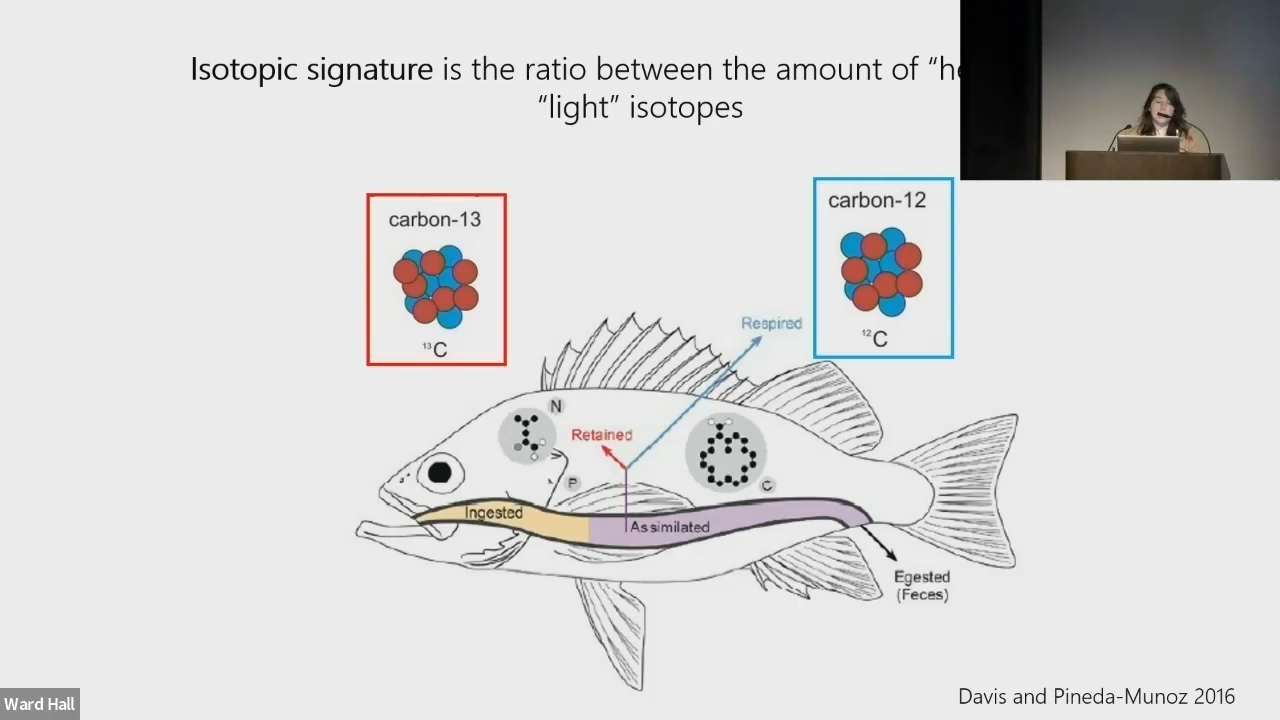 Isotopic signature is the ratio between the amount of “
“light” isotopes
carbon-13
¹³C
carbon-12
¹²C
Respired
N
Retained
P
C
Ingested
Assimilated
Egested
(Feces)
Davis and Pineda-Munoz 2016
Ward Hall